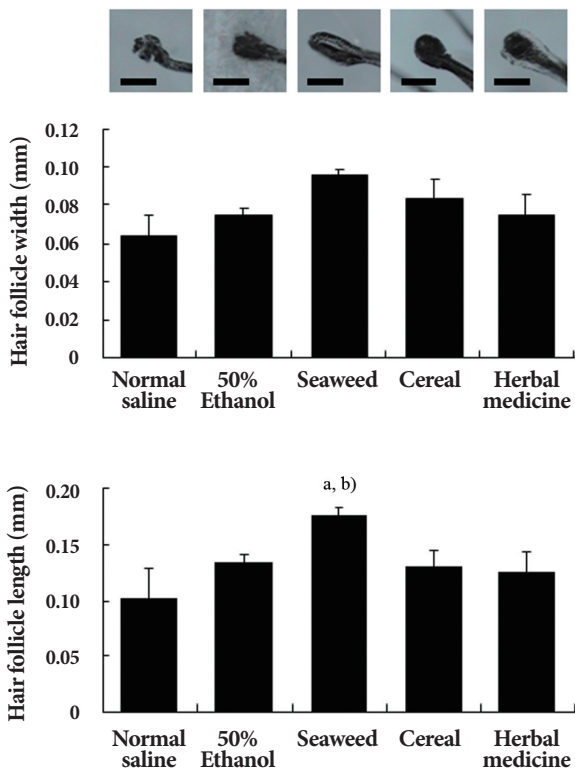 Hair follicle width (mm)
0.12
0.10
0.08
0.06
0.04
0.02
0
Normal
saline
50%
Ethanol
Seaweed
Cereal
Herbal
medicine
Hair follicle length (mm)
a, b)
0.20
0.15
0.10
0.05
0
Normal
saline
50%
Ethanol
Seaweed
Cereal
Herbal
medicine